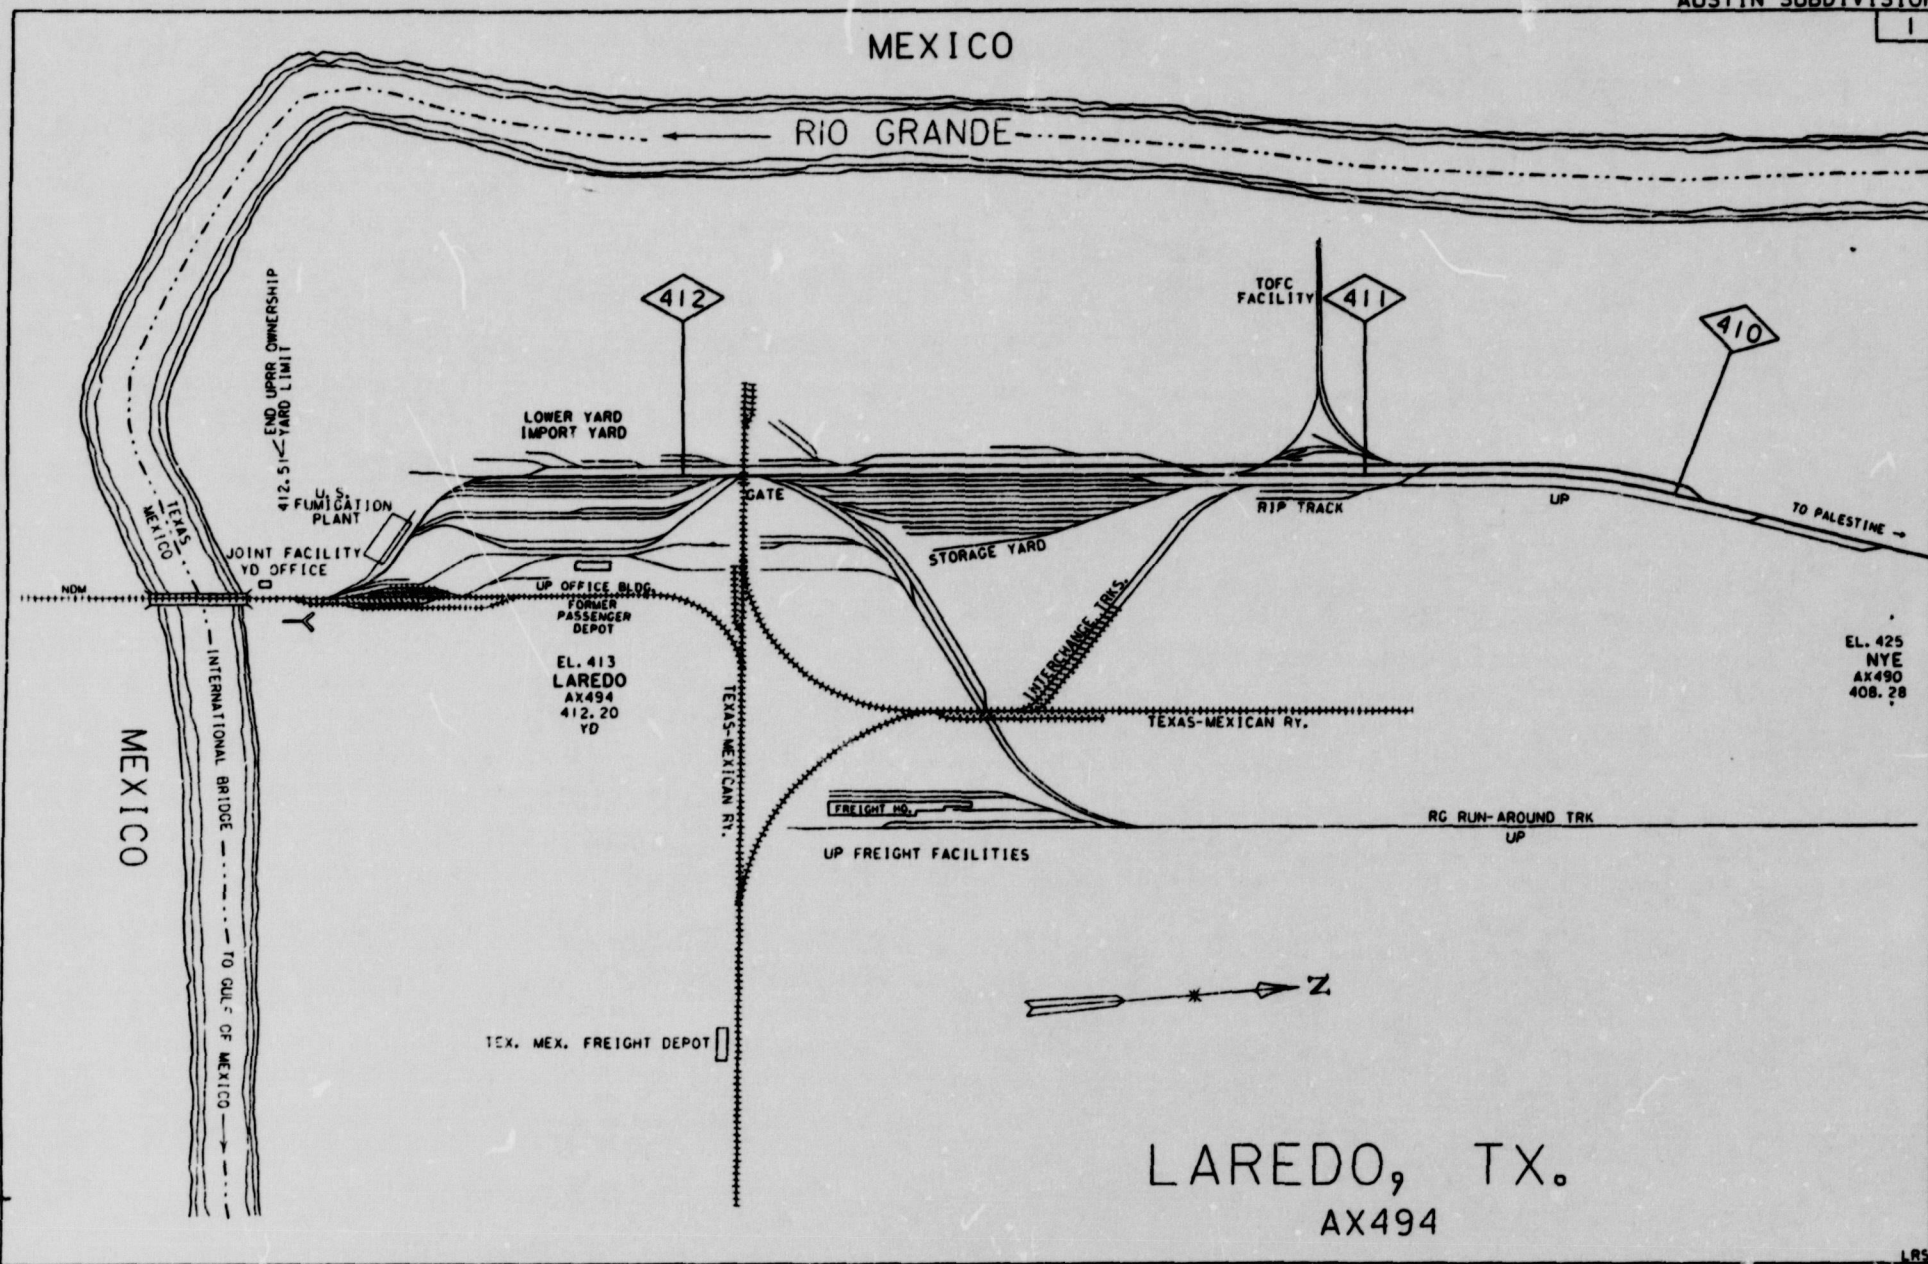 AUSTIN SUBDIVISION
1
MEXICO
RIO GRANDE
412
TOFC
FACILITY
411
410
412.51 END UPRR OWNERSHIP
YARD LIMIT
LOWER YARD
IMPORT YARD
U.S.
FUMIGATION
PLANT
GATE
RIP TRACK
UP
TO PALESTINE
STORAGE YARD
TEXAS
MEXICO
JOINT FACILITY
YD OFFICE
NDM
UP OFFICE BLDG.
FORMER
PASSENGER
DEPOT
INTERCHANGE TRKS.
EL. 413
LAREDO
AX494
412.20
YD
EL. 425
NYE
AX490
408.28
TEXAS-MEXICAN RY.
TEXAS-MEXICAN RY.
MEXICO
INTERNATIONAL BRIDGE
TO GULF OF MEXICO
FREIGHT HO.
RG RUN-AROUND TRK
UP
UP FREIGHT FACILITIES
N
TEX. MEX. FREIGHT DEPOT
LAREDO, TX.
AX494
LRS